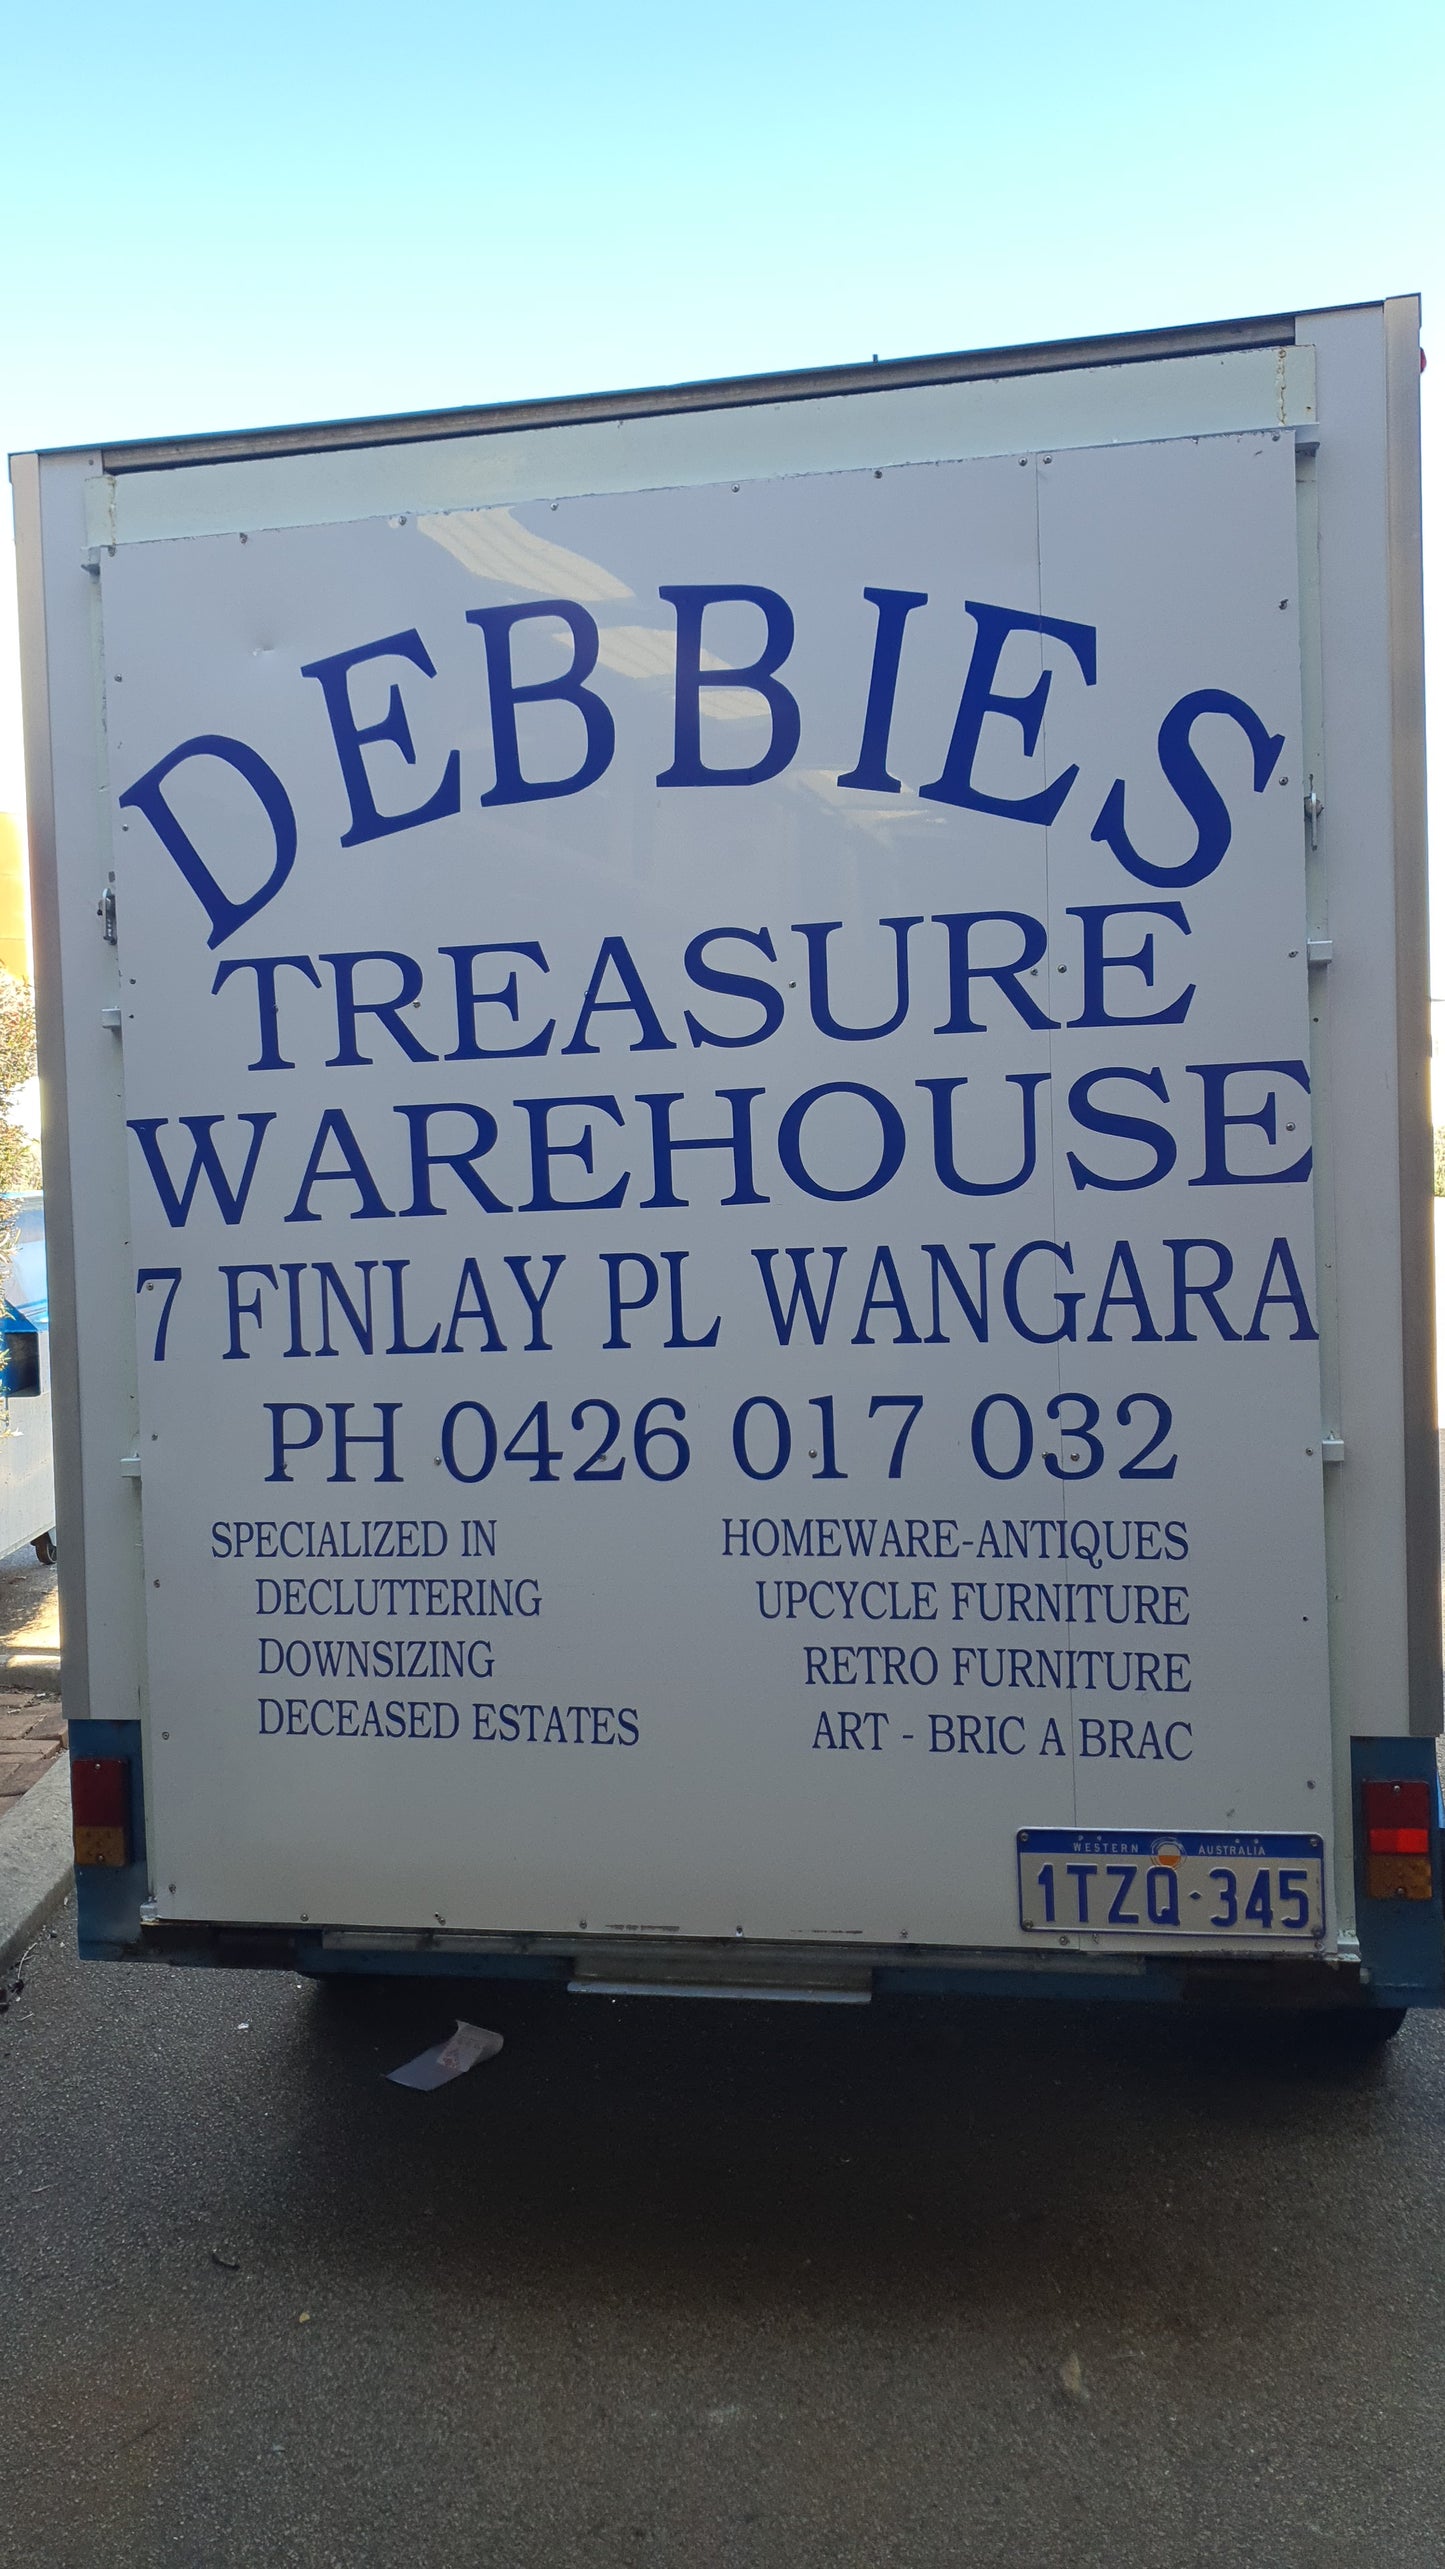 DEBBIES
TREASURE
WAREHOUSE
7 FINLAY PL WANGARA
PH 0426 017 032
SPECIALIZED IN
DECLUTTERING
DOWNSIZING
DECEASED ESTATES
HOMEWARE-ANTIQUES
UPCYCLE FURNITURE
RETRO FURNITURE
ART - BRIC A BRAC
WESTERN AUSTRALIA
1TZQ·345